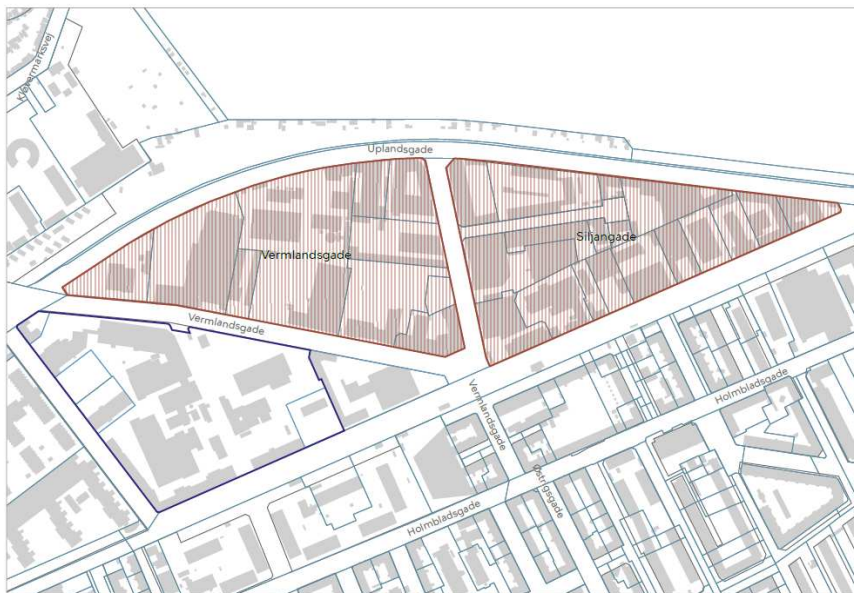 Kløvermarksvej
Uplandsgade
Vermlandsgade
Siljangade
Vermlandsgade
Vermlandsgade
Holmbladsgade
Østrigsgade
Holmbladsgade